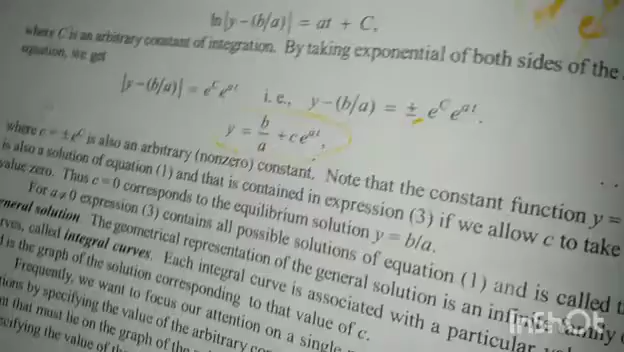 ln|y - (b/a)| = at + C,
where C is an arbitrary constant of integration. By taking exponential of both sides of the
equation, we get
|y - (b/a)| = e^C e^{at} i. e., y - (b/a) = ± e^C e^{at}.
y = b/a + c e^{at},
where c = ± e^C is also an arbitrary (nonzero) constant. Note that the constant function y =
is also a solution of equation (1) and that is contained in expression (3) if we allow c to take
value zero. Thus c = 0 corresponds to the equilibrium solution y = b/a.
For a ≠ 0 expression (3) contains all possible solutions of equation (1) and is called
general solution The geometrical representation of the general solution is an infinite family
called integral curves. Each integral curve is associated with a particular
is the graph of the solution corresponding to that value of c.
Frequently, we want to focus our attention on a single
by specifying the value of the arbitrary
that must lie on the graph of the
specifying the value of
InShOt